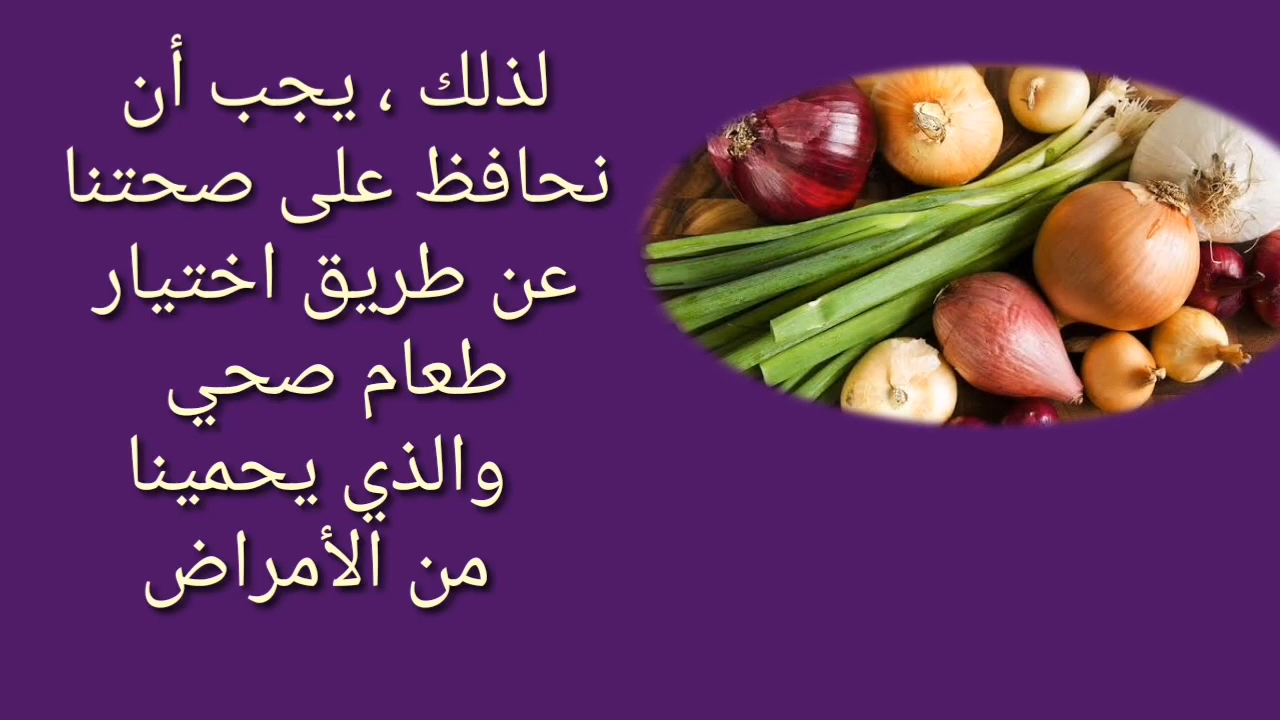 لذلك ، يجب أن
نحافظ على صحتنا
عن طريق اختيار
طعام صحي
والذي يحمينا
من الأمراض